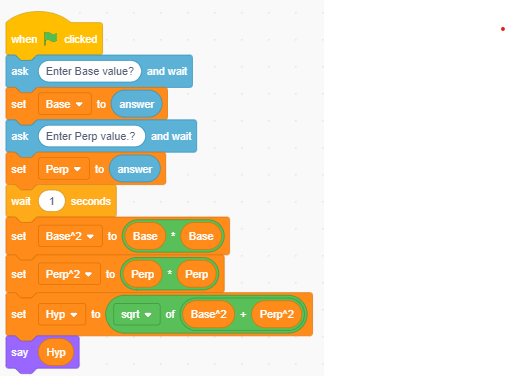 when clicked
ask Enter Base value? and wait
set Base to answer
ask Enter Perp value.? and wait
set Perp to answer
wait 1 seconds
set Base^2 to Base * Base
set Perp^2 to Perp * Perp
set Hyp to sqrt of Base^2 + Perp^2
say Hyp